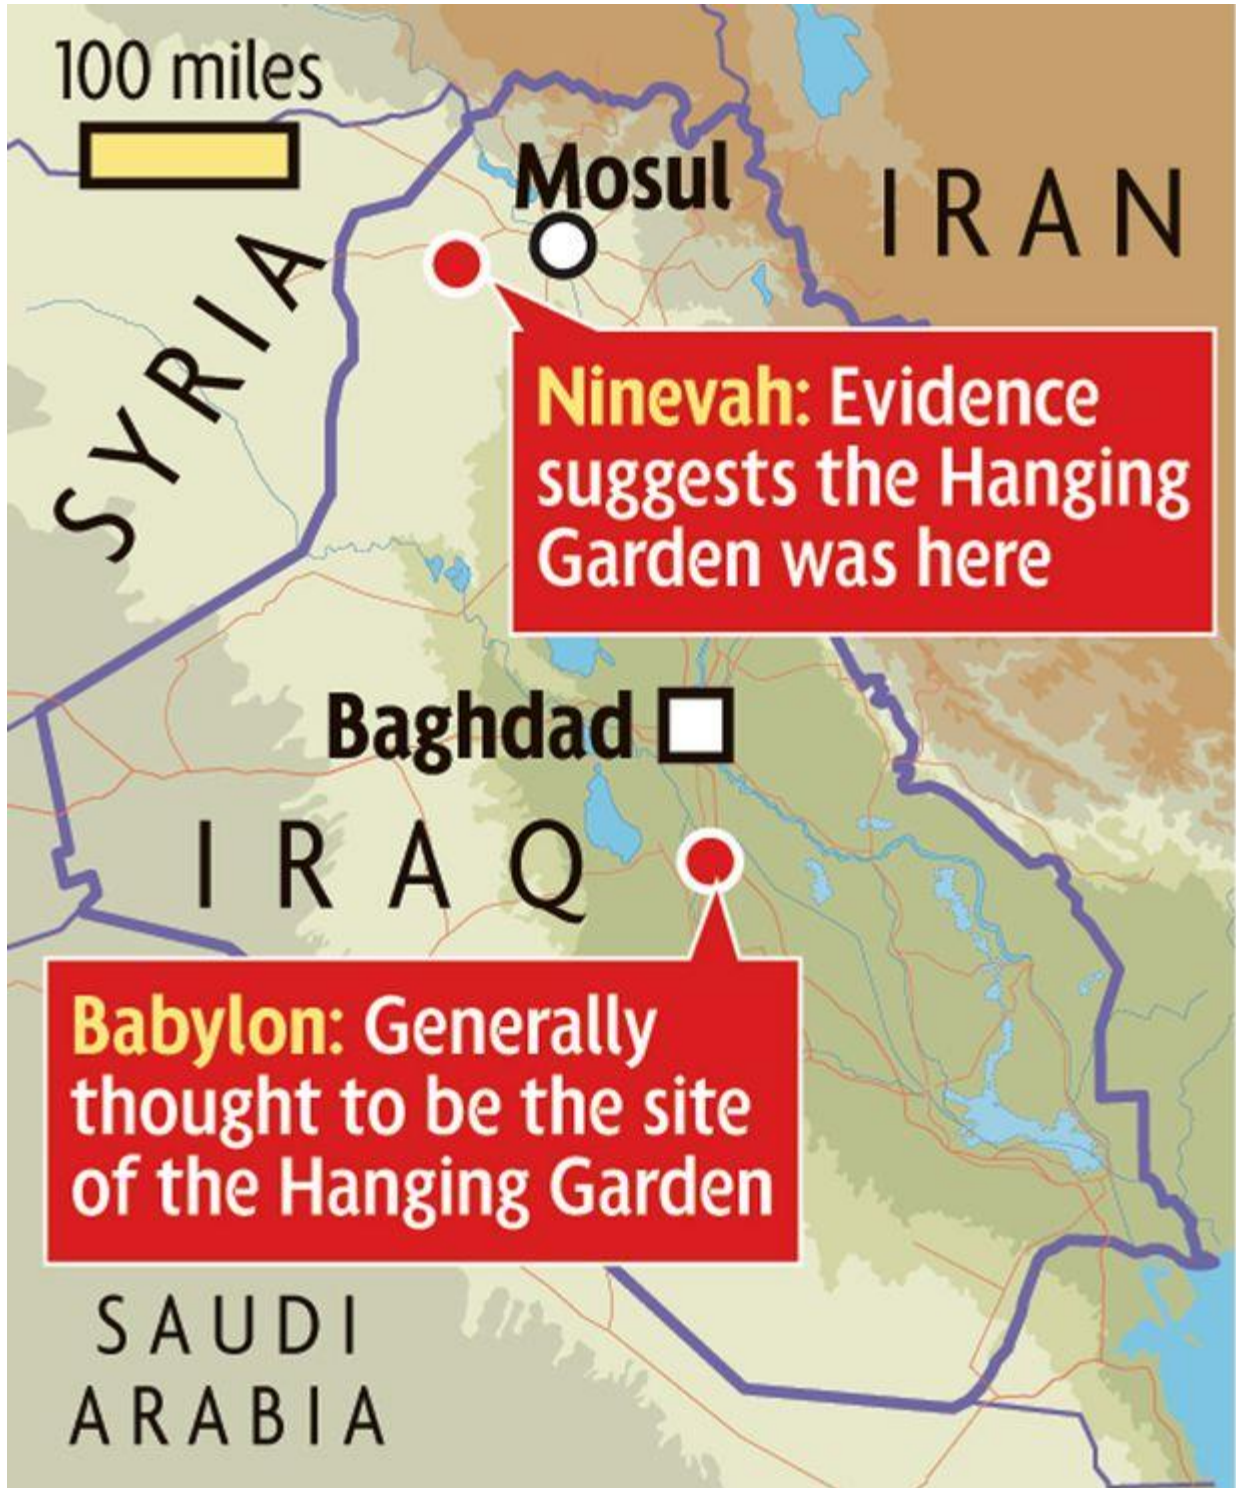 100 miles
Mosul
IRAN
SYRIA
Ninevah: Evidence
suggests the Hanging
Garden was here
Baghdad
IRAQ
Babylon: Generally
thought to be the site
of the Hanging Garden
SAUDI
ARABIA